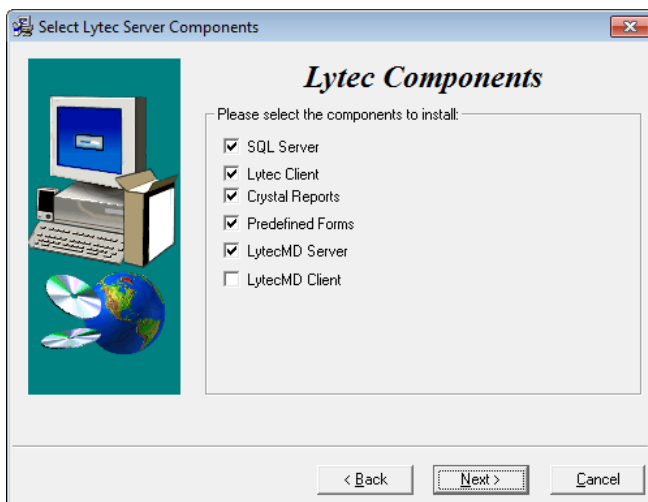 Select Lytec Server Components
Lytec Components
Please select the components to install:
SQL Server
Lytec Client
Crystal Reports
Predefined Forms
LytecMD Server
LytecMD Client
< Back
Next >
Cancel